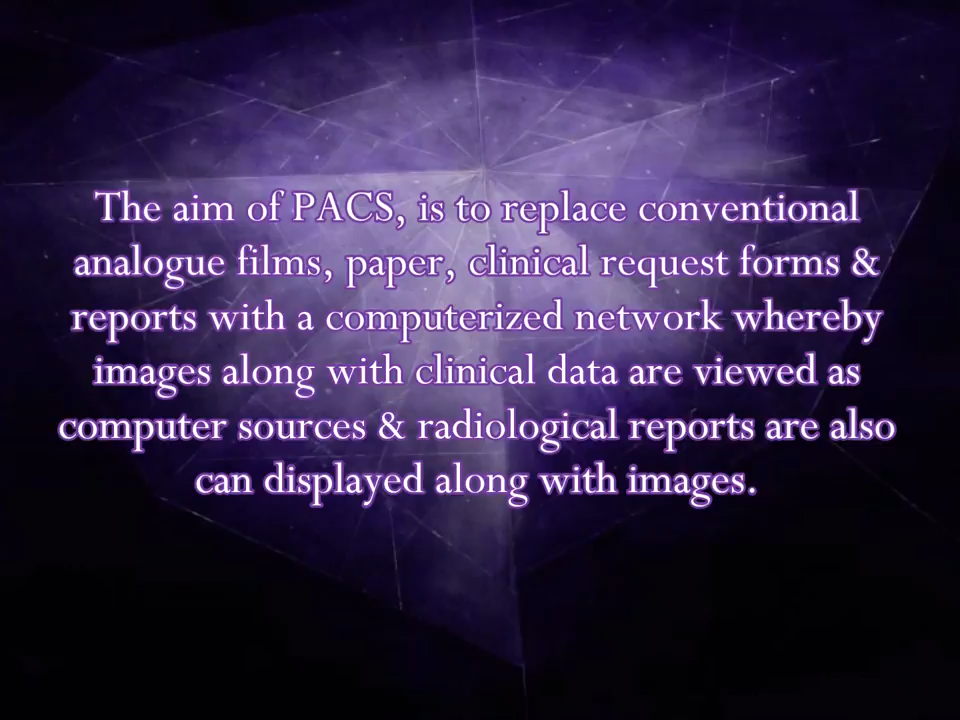 The aim of PACS, is to replace conventional
analogue films, paper, clinical request forms &
reports with a computerized network whereby
images along with clinical data are viewed as
computer sources & radiological reports are also
can displayed along with images.